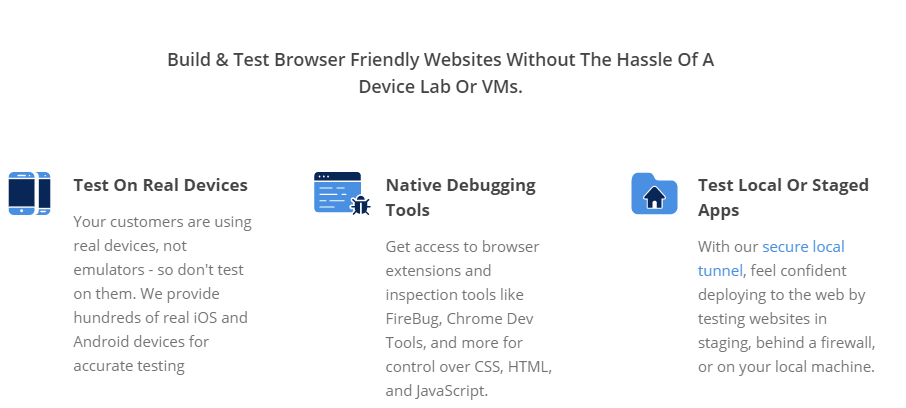 Build & Test Browser Friendly Websites Without The Hassle Of A
Device Lab Or VMs.
Test On Real Devices
Your customers are using
real devices, not
emulators - so don't test
on them. We provide
hundreds of real iOS and
Android devices for
accurate testing
Native Debugging
Tools
Get access to browser
extensions and
inspection tools like
FireBug, Chrome Dev
Tools, and more for
control over CSS, HTML,
and JavaScript.
Test Local Or Staged
Apps
With our secure local
tunnel, feel confident
deploying to the web by
testing websites in
staging, behind a firewall,
or on your local machine.